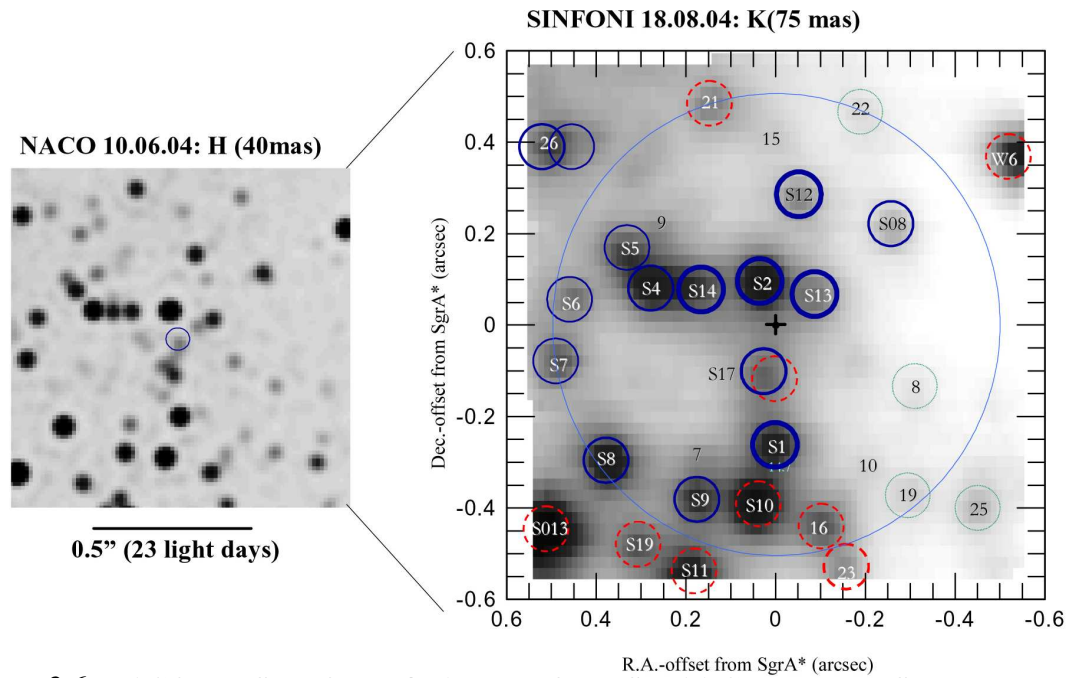 SINFONI 18.08.04: K(75 mas)
NACO 10.06.04: H (40mas)
0.5” (23 light days)
0.6
0.4
0.2
0
-0.2
-0.4
-0.6
Dec.-offset from SgrA* (arcsec)
21
22
15
26
W6
S12
S08
9
S5
S4
S14
S2
S13
S6
S7
S17
8
S1
S8
7
10
S9
S10
19
25
S013
16
S19
S11
23
0.6 0.4 0.2 0 -0.2 -0.4 -0.6
R.A.-offset from SgrA* (arcsec)